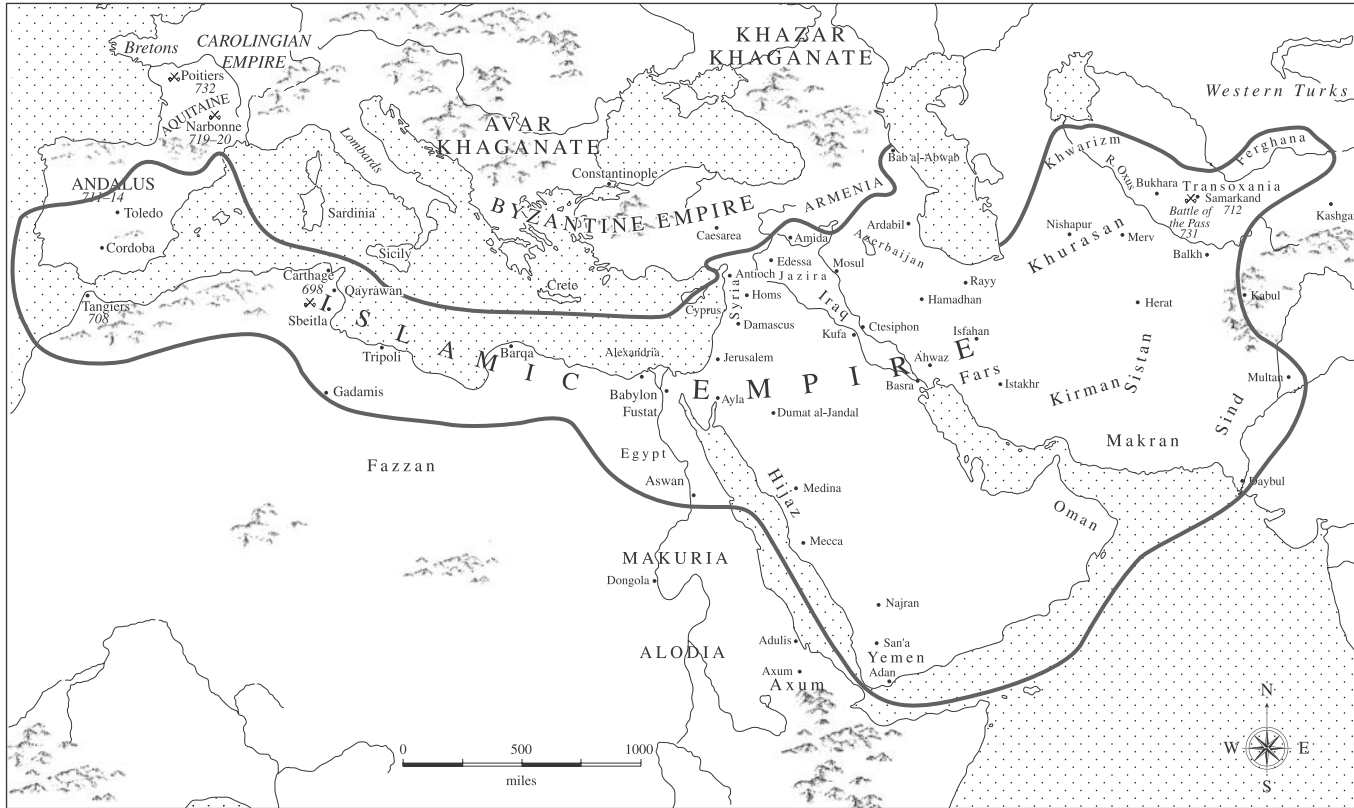 Bretons
CAROLINGIAN
EMPIRE
Poitiers
732
AQUITAINE
Narbonne
719–20
KHAZAR
KHAGANATE
Western Turks
AVAR
KHAGANATE
Lombards
Constantinople
BYZANTINE EMPIRE
Caesarea
ARMENIA
Bab al-Abwab
Khwarizm
R. Oxus
Ferghana
Bukhara
Transoxania
Samarkand
712
Battle of
the Pass
731
Kashgar
ANDALUS
711–14
Toledo
Cordoba
Sardinia
Sicily
Crete
Cyprus
Carthage
698
Qayrawan
Sbeitla
Tangiers
708
Tripoli
Barqa
Gadamis
Alexandria
Babylon
Fustat
Egypt
Aswan
Fazzan
ISLAMIC EMPIRE
Amida
Edessa
Antioch
Jazira
Mosul
Syria
Homs
Damascus
Jerusalem
Ayla
Dumat al-Jandal
Iraq
Kufa
Ctesiphon
Basra
Ahwaz
Ardabil
Azerbaijan
Rayy
Hamadhan
Isfahan
Fars
Istakhr
Nishapur
Khurasan
Merv
Balkh
Herat
Kabul
Kirman
Sistan
Makran
Sind
Multan
Daybul
Hijaz
Medina
Mecca
Oman
Najran
San'a
Yemen
Adan
MAKURIA
Dongola
ALODIA
Adulis
Axum
Axum
0 500 1000
miles
N
W E
S